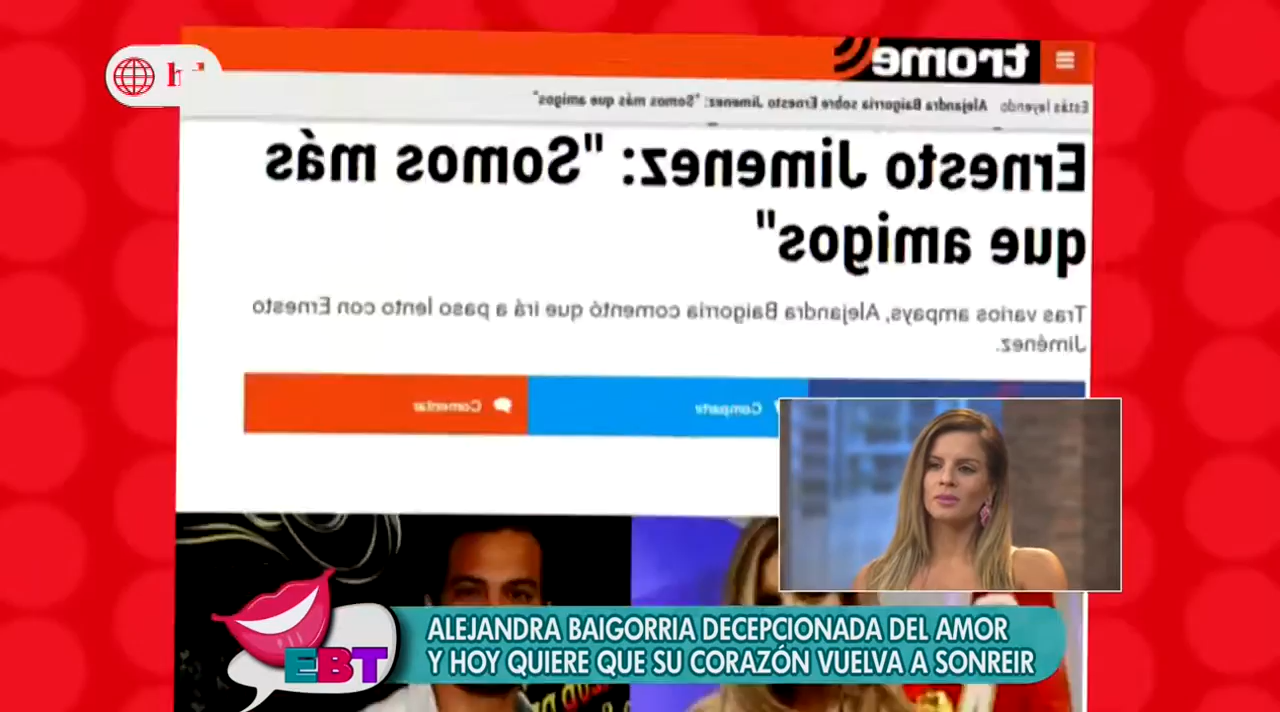 trome
Estás leyendo Alejandra Baigorria sobre Ernesto Jimenez: "Somos más que amigos"
Ernesto Jimenez: "Somos más
que amigos"
Tras varios ampays, Alejandra Baigorria comentó que irá a paso lento con Ernesto
Jiménez.
Compartir
Comentar
EBT
ALEJANDRA BAIGORRIA DECEPCIONADA DEL AMOR
Y HOY QUIERE QUE SU CORAZÓN VUELVA A SONREIR